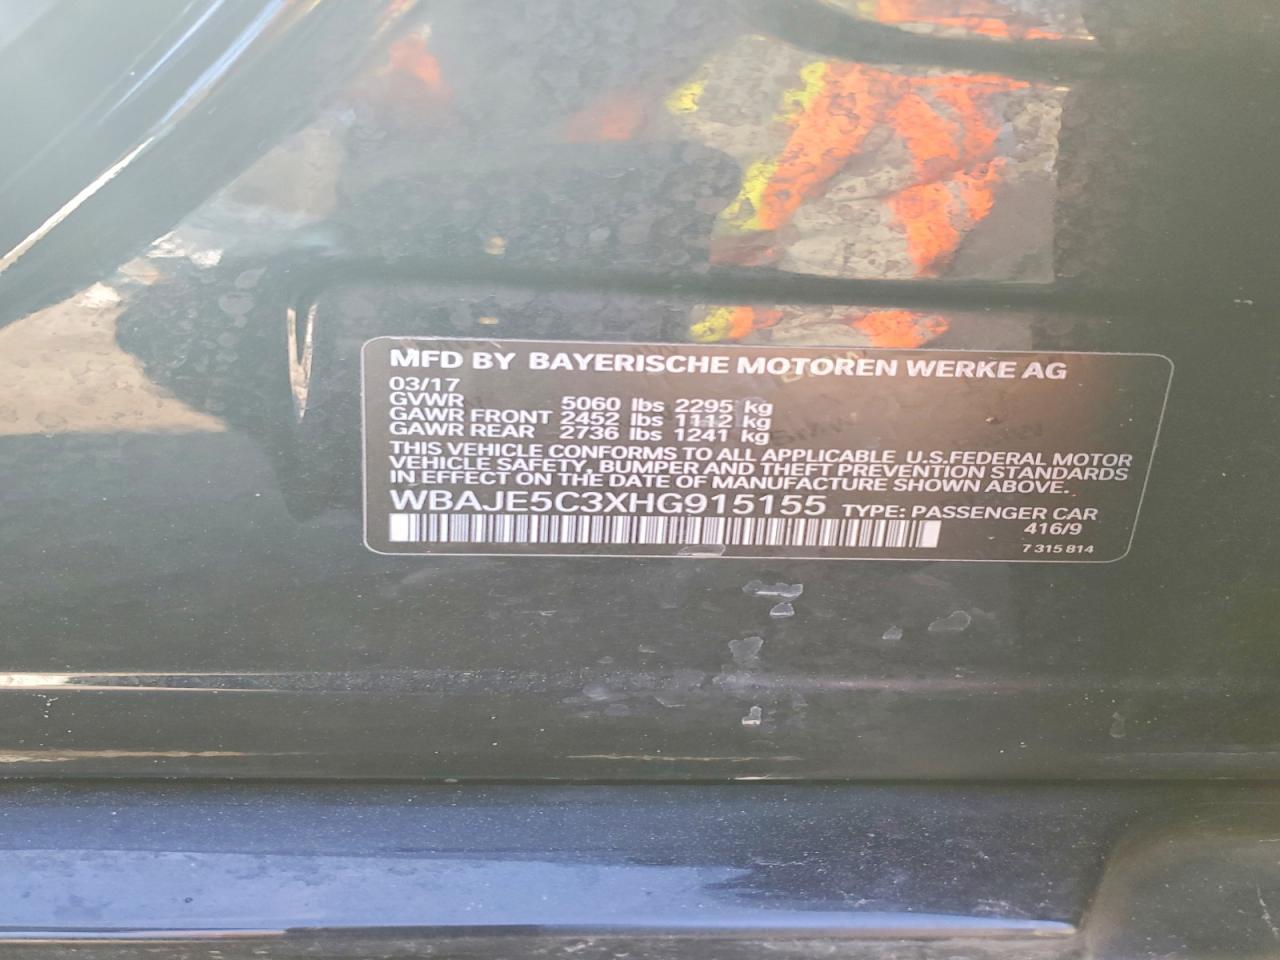 MFD BY BAYERISCHE MOTOREN WERKE AG
03/17
GVWR 5060 lbs 2295 kg
GAWR FRONT 2452 lbs 1112 kg
GAWR REAR 2736 lbs 1241 kg
THIS VEHICLE CONFORMS TO ALL APPLICABLE U.S.FEDERAL MOTOR
VEHICLE SAFETY, BUMPER AND THEFT PREVENTION STANDARDS
IN EFFECT ON THE DATE OF MANUFACTURE SHOWN ABOVE.
WBAJE5C3XHG915155 TYPE: PASSENGER CAR
416/9
7 315 814